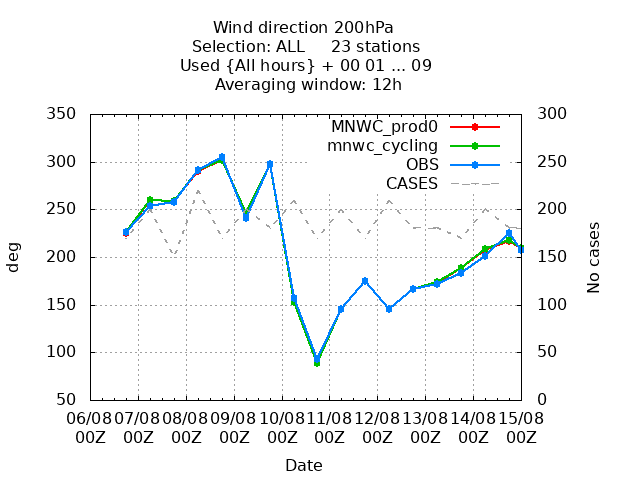 Wind direction 200hPa
Selection: ALL     23 stations
Used {All hours} + 00 01 ... 09
Averaging window: 12h
350
300
250
200
150
100
50
300
250
200
150
100
50
0
MNWC_prod0
mnwc_cycling
OBS
CASES
deg
No cases
06/08 07/08 08/08 09/08 10/08 11/08 12/08 13/08 14/08 15/08
00Z 00Z 00Z 00Z 00Z 00Z 00Z 00Z 00Z 00Z
Date